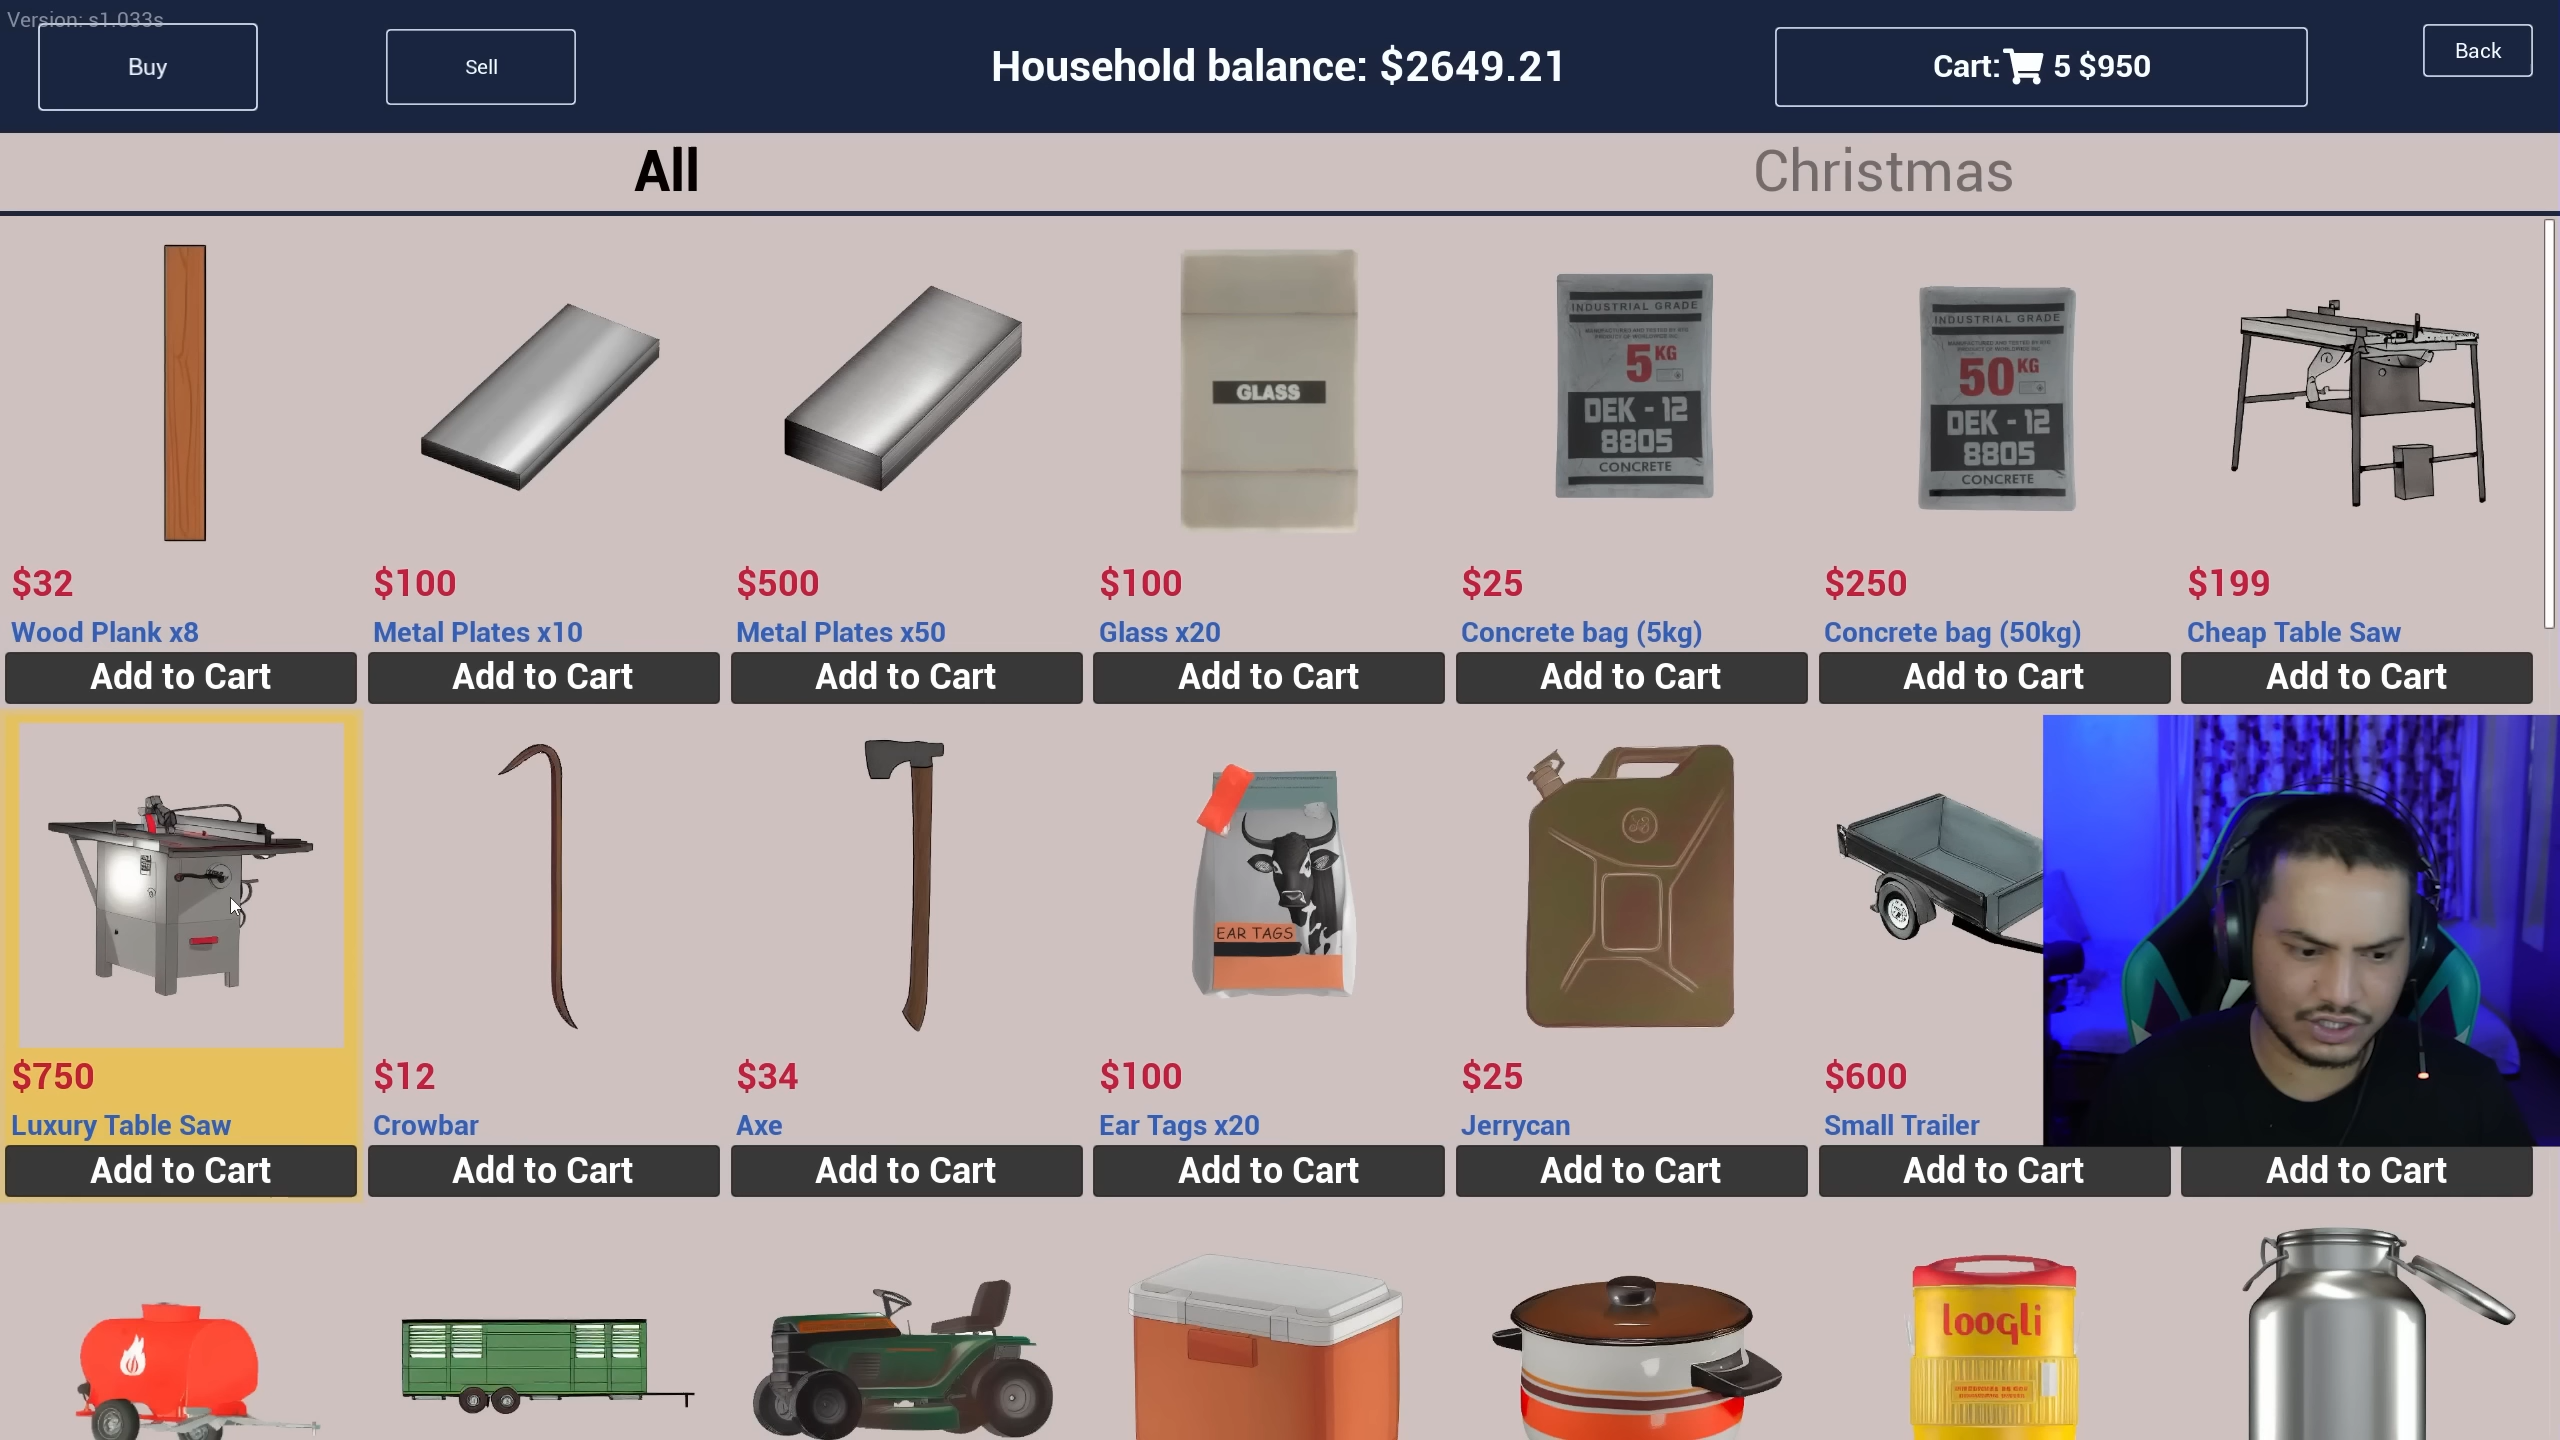 Version: s1.033s
Buy
Sell
Household balance: $2649.21
Cart: 5 $950
Back
All
Christmas
GLASS
INDUSTRIAL GRADE
5 KG
DEK - 12
8805
CONCRETE
INDUSTRIAL GRADE
50 KG
DEK - 12
8805
CONCRETE
$32
$100
$500
$100
$25
$250
$199
Wood Plank x8
Metal Plates x10
Metal Plates x50
Glass x20
Concrete bag (5kg)
Concrete bag (50kg)
Cheap Table Saw
Add to Cart
Add to Cart
Add to Cart
Add to Cart
Add to Cart
Add to Cart
Add to Cart
EAR TAGS
$750
$12
$34
$100
$25
$600
Luxury Table Saw
Crowbar
Axe
Ear Tags x20
Jerrycan
Small Trailer
Add to Cart
Add to Cart
Add to Cart
Add to Cart
Add to Cart
Add to Cart
Add to Cart
loogli